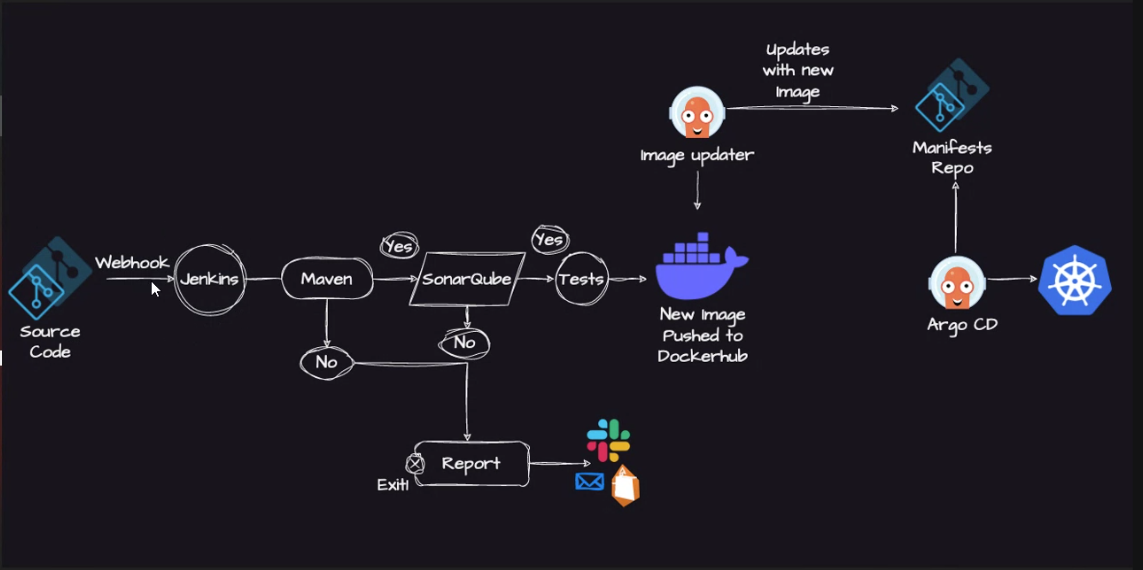 Updates
with new
Image
Image updater
Manifests
Repo
Yes
Yes
Webhook
Jenkins
Maven
SonarQube
Tests
Source
Code
New Image
Pushed to
Dockerhub
Argo CD
No
No
Report
Exit!